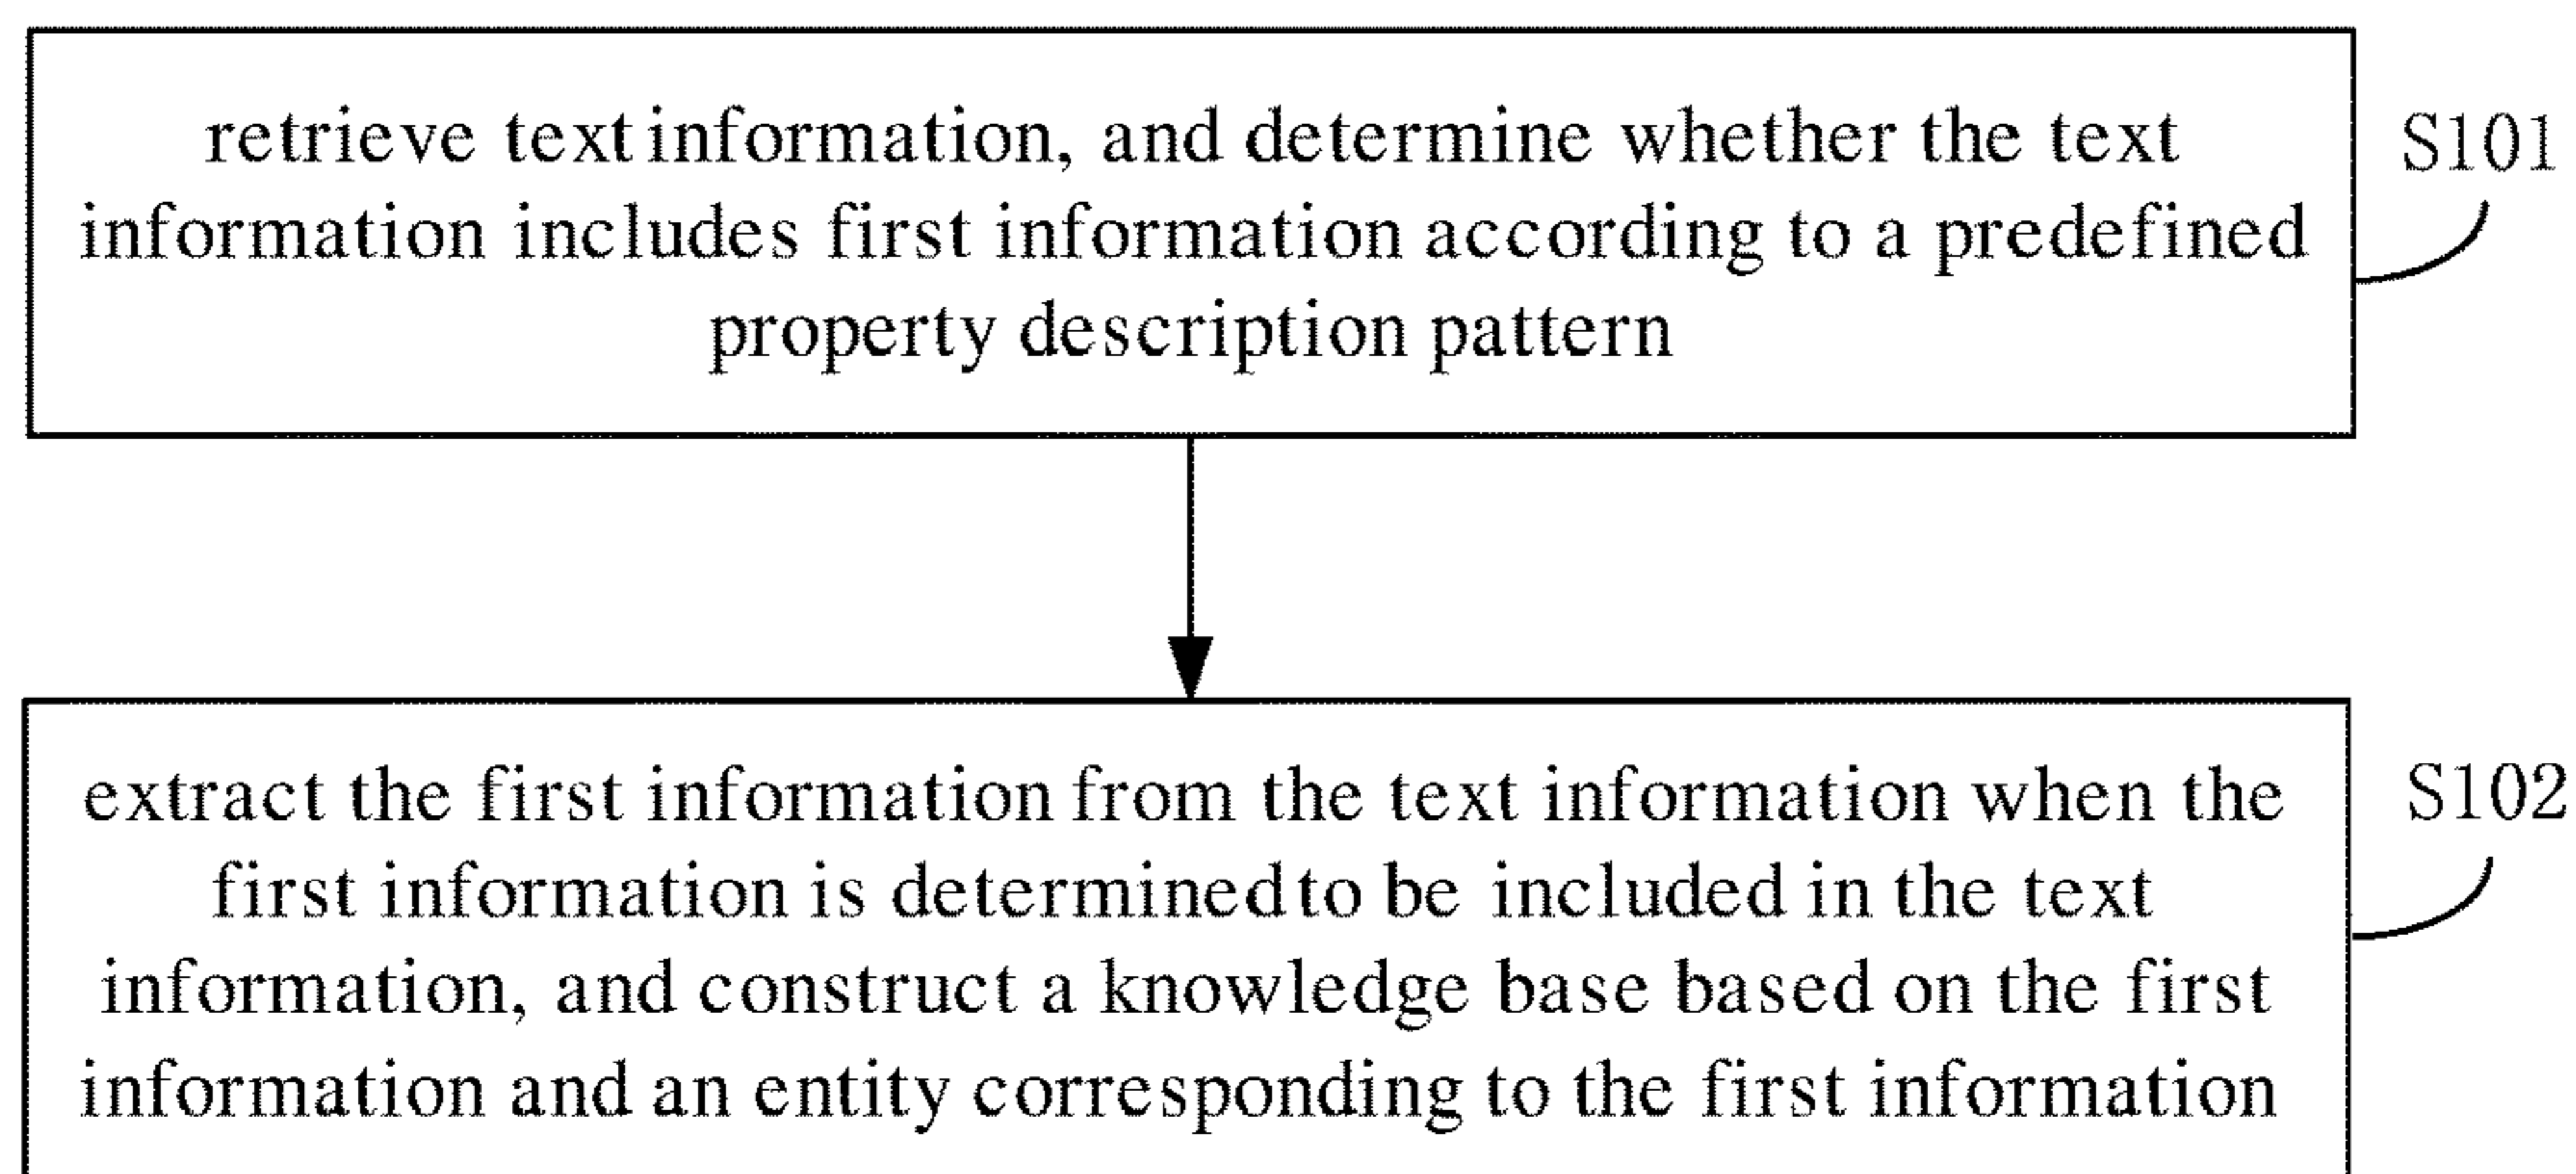 retrieve text information, and determine whether the text
information includes first information according to a predefined
property description pattern
S101
extract the first information from the text information when the
first information is determined to be included in the text
information, and construct a knowledge base based on the first
information and an entity corresponding to the first information
S102